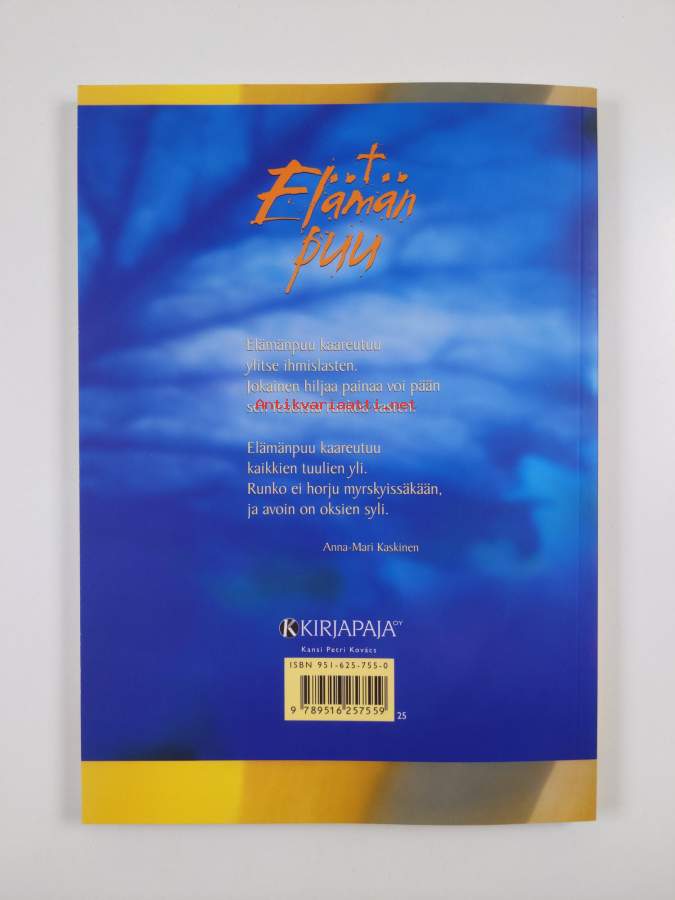 Elämän
puu
Elämänpuu kaareutuu
ylitse ihmislasten.
Jokainen hiljaa painaa voi pään
Antikvariaatti.net
Elämänpuu kaareutuu
kaikkien tuulien yli.
Runko ei horju myrskyissäkään,
ja avoin on oksien syli.
Anna-Mari Kaskinen
KIRJAPAJA OY
Kansi Petri Kovács
ISBN 951-625-755-0
9 789516 257559
25